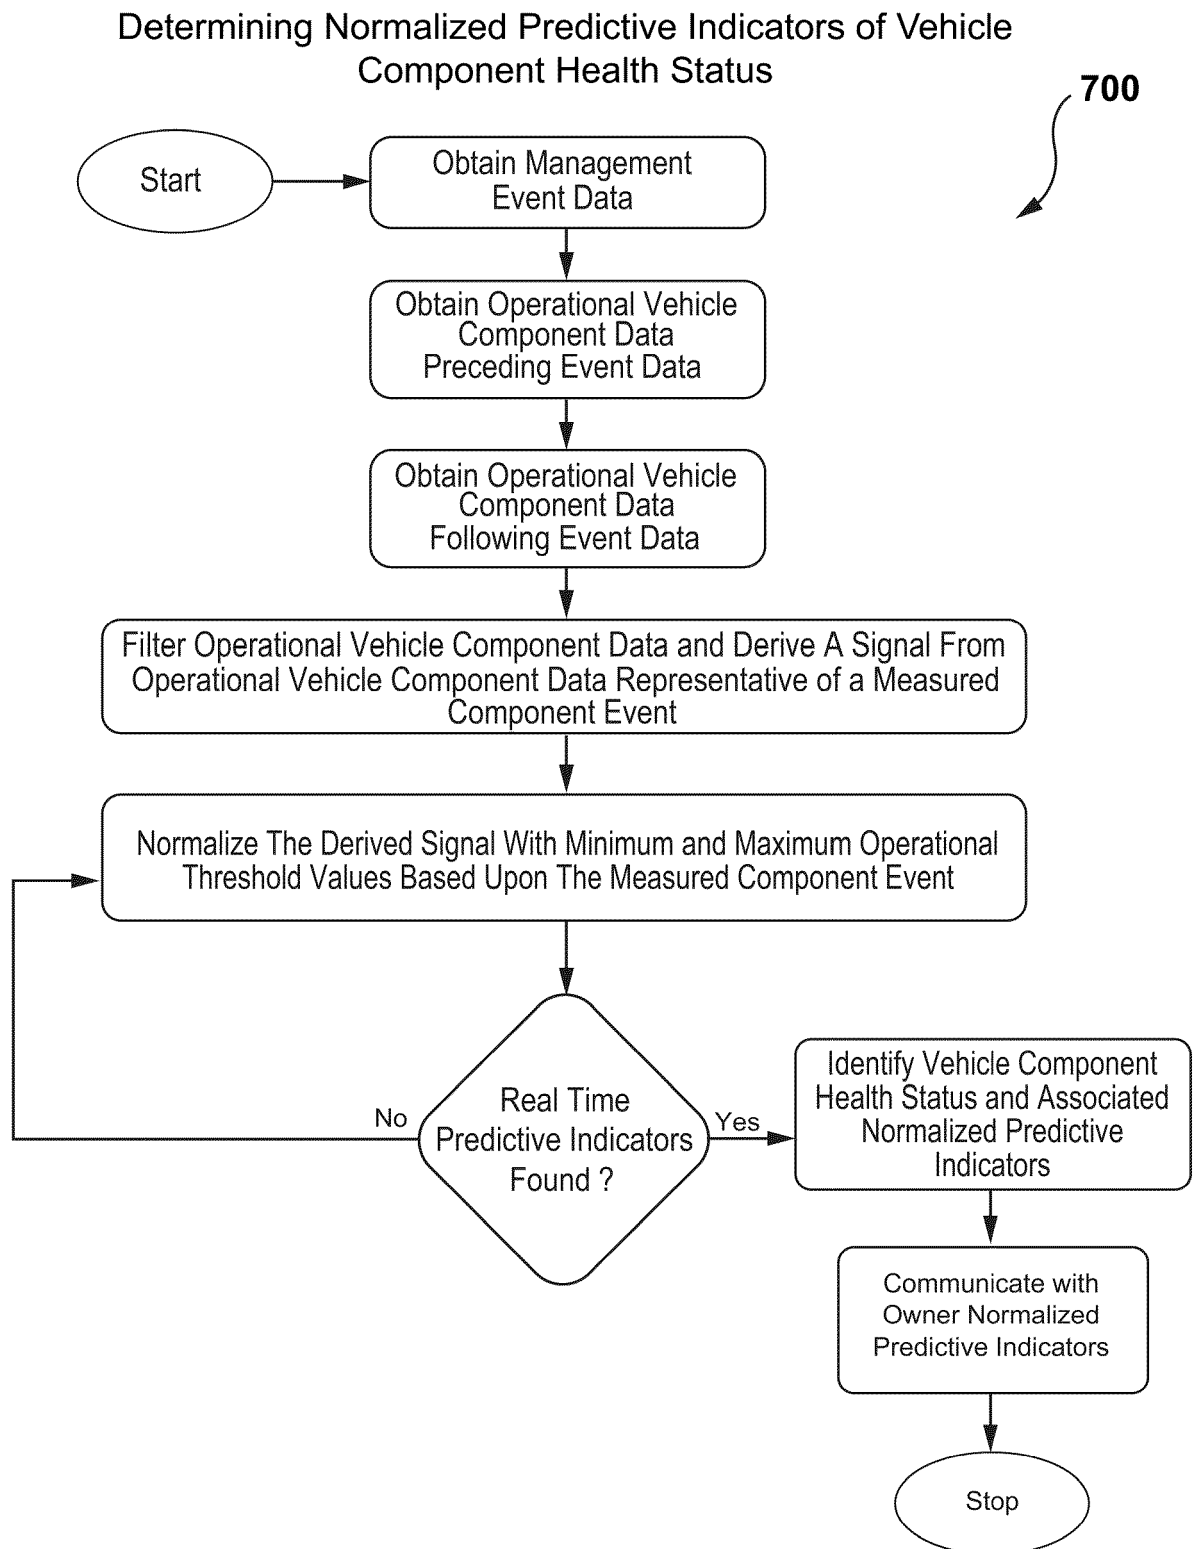 Determining Normalized Predictive Indicators of Vehicle
Component Health Status
700
Start
Obtain Management
Event Data
Obtain Operational Vehicle
Component Data
Preceding Event Data
Obtain Operational Vehicle
Component Data
Following Event Data
Filter Operational Vehicle Component Data and Derive A Signal From
Operational Vehicle Component Data Representative of a Measured
Component Event
Normalize The Derived Signal With Minimum and Maximum Operational
Threshold Values Based Upon The Measured Component Event
Real Time
Predictive Indicators
Found ?
No
Yes
Identify Vehicle Component
Health Status and Associated
Normalized Predictive
Indicators
Communicate with
Owner Normalized
Predictive Indicators
Stop